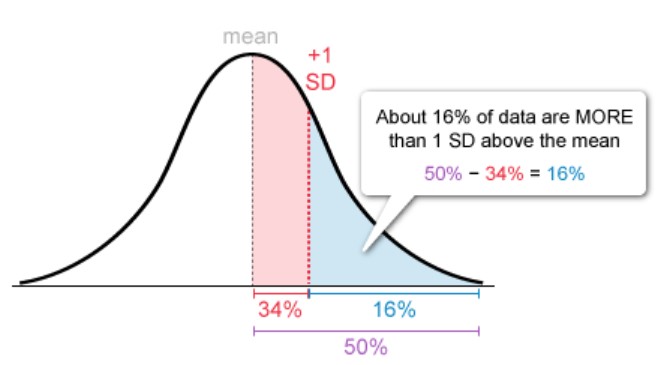 mean
+1
SD
About 16% of data are MORE
than 1 SD above the mean
50% − 34% = 16%
34%
16%
50%